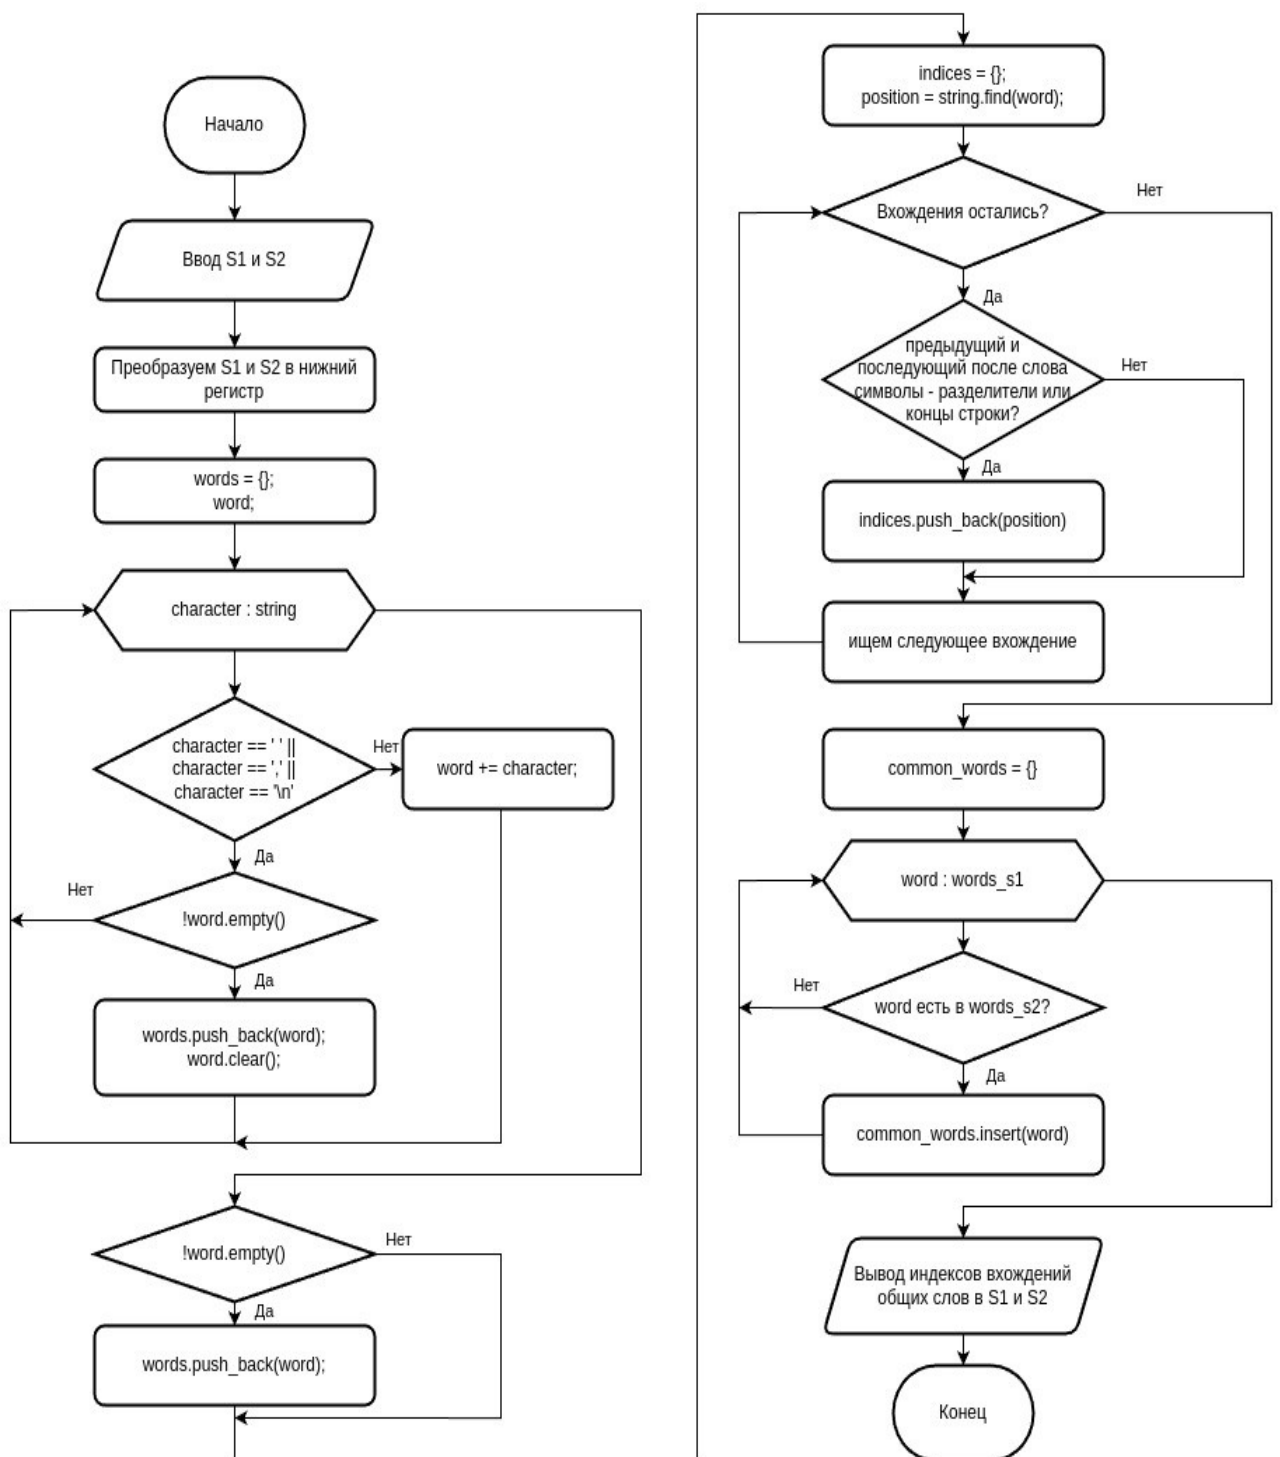 Начало
Ввод S1 и S2
Преобразуем S1 и S2 в нижний
регистр
words = {};
word;
character : string
character == ' ' ||
character == ',' ||
character == '\n'
Нет
word += character;
Да
Нет
!word.empty()
Да
words.push_back(word);
word.clear();
!word.empty()
Нет
Да
words.push_back(word);
indices = {};
position = string.find(word);
Вхождения остались?
Нет
Да
предыдущий и
последующий после слова
символы - разделители или
концы строки?
Нет
Да
indices.push_back(position)
ищем следующее вхождение
common_words = {}
word : words_s1
Нет
word есть в words_s2?
Да
common_words.insert(word)
Вывод индексов вхождений
общих слов в S1 и S2
Конец